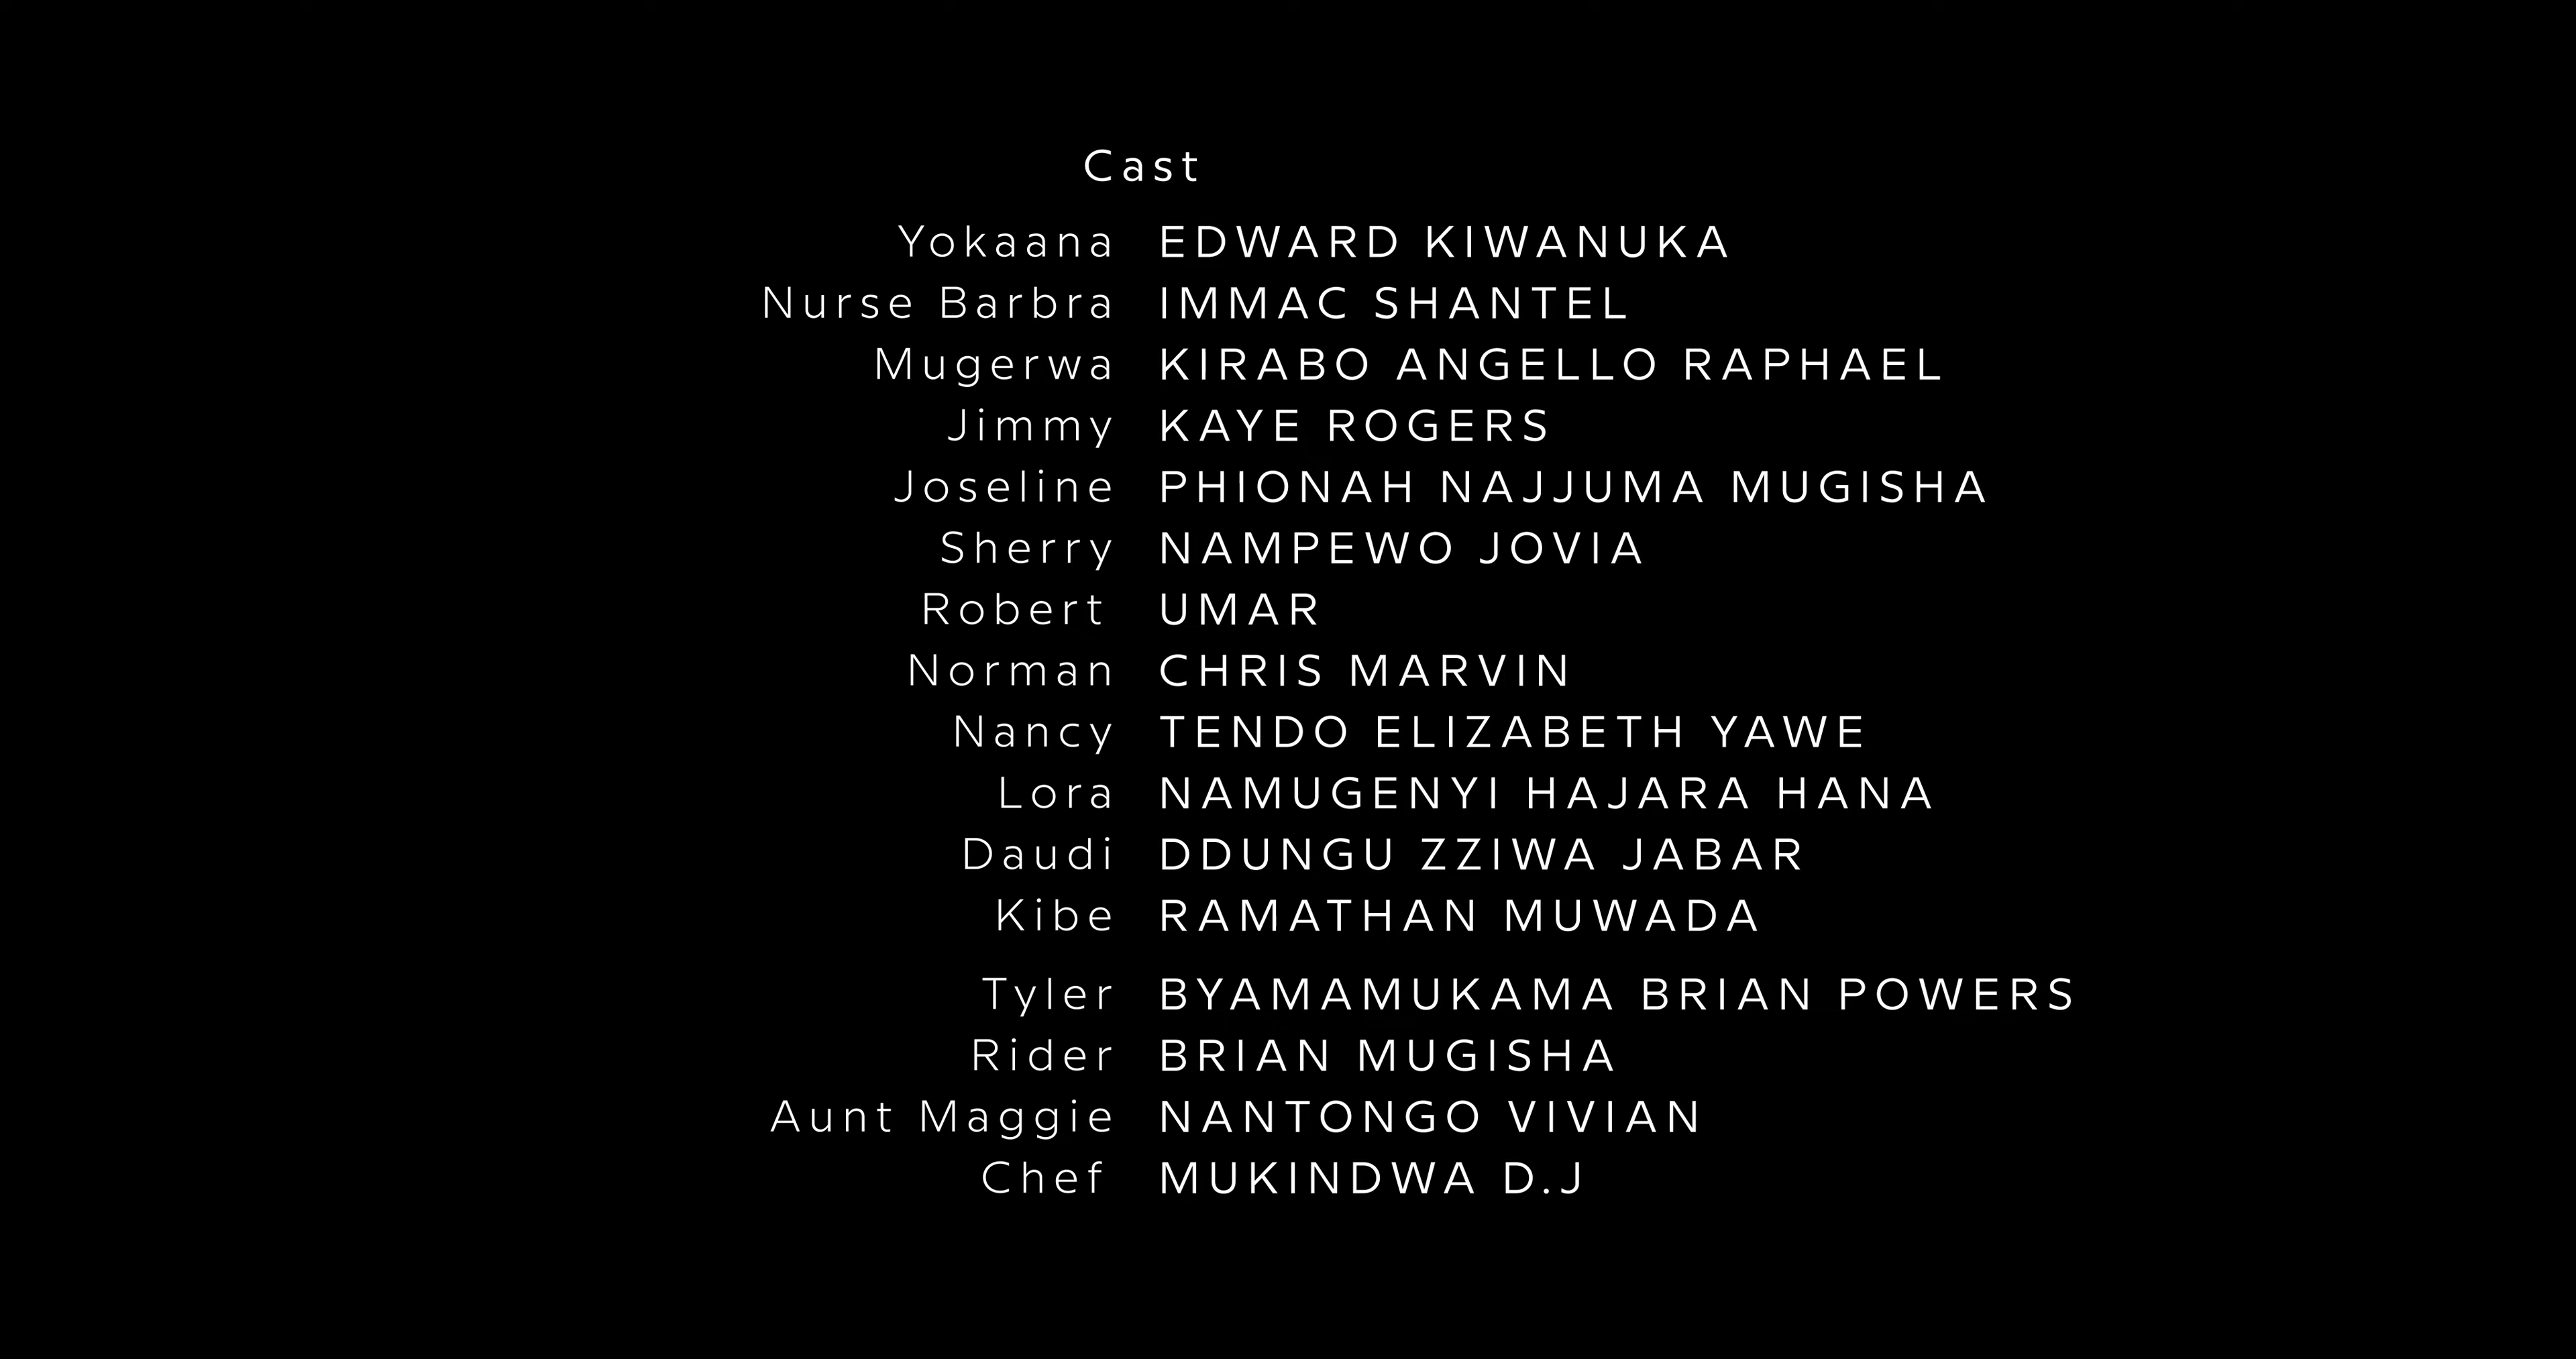 Cast
Yokaana EDWARD KIWANUKA
Nurse Barbra IMMAC SHANTEL
Mugerwa KIRABO ANGELLO RAPHAEL
Jimmy KAYE ROGERS
Joseline PHIONAH NAJJUMA MUGISHA
Sherry NAMPEWO JOVIA
Robert UMAR
Norman CHRIS MARVIN
Nancy TENDO ELIZABETH YAWE
Lora NAMUGENYI HAJARA HANA
Daudi DDUNGU ZZIWA JABAR
Kibe RAMATHAN MUWADA
Tyler BYAMAMUKAMA BRIAN POWERS
Rider BRIAN MUGISHA
Aunt Maggie NANTONGO VIVIAN
Chef MUKINDWA D.J